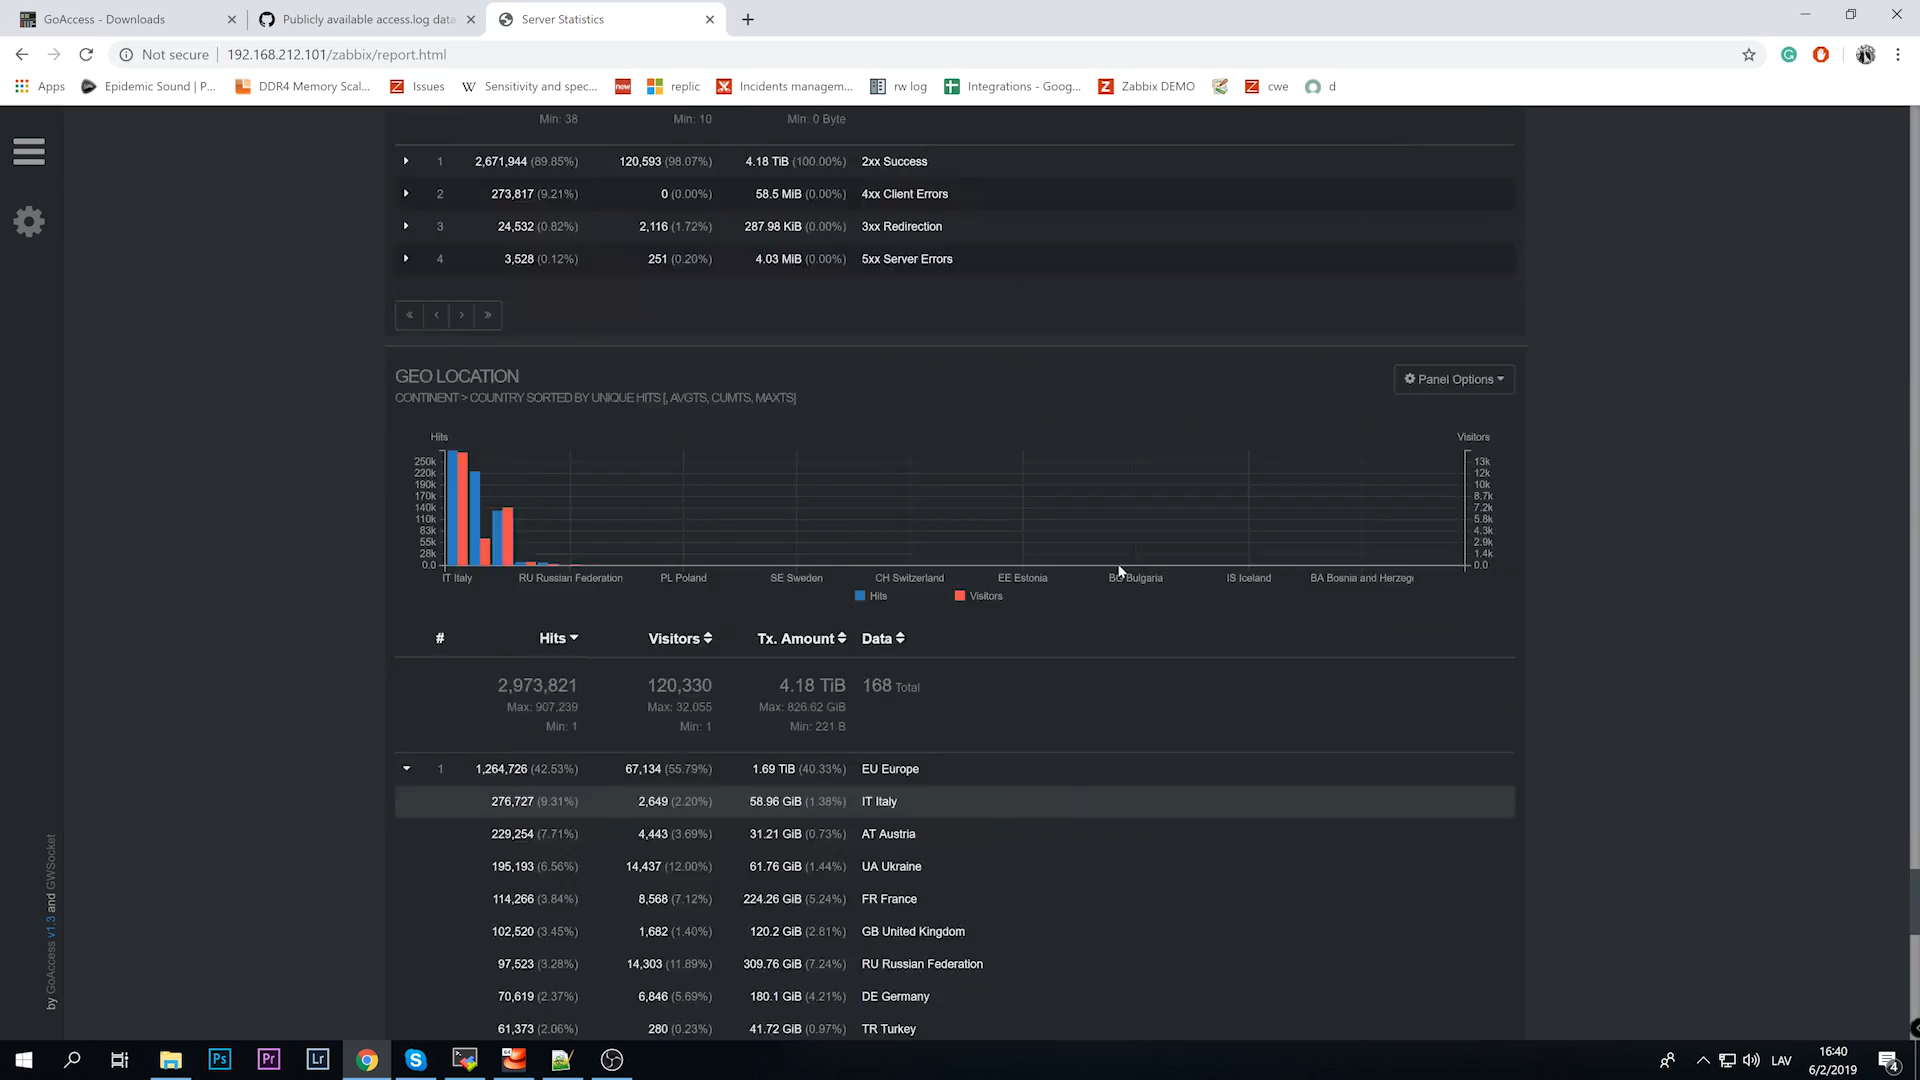 GoAccess - Downloads
Publicly available access.log data
Server Statistics
Not secure
192.168.212.101/zabbix/report.html
Apps
Epidemic Sound | P...
DDR4 Memory Scal...
Issues
W
Sensitivity and spec...
now
replic
Incidents managem...
rw log
Integrations - Goog...
Z
Zabbix DEMO
Z
cwe
d
Min: 38
Min: 10
Min: 0 Byte
1 2,671,944 (89.85%) 120,593 (98.07%) 4.18 TiB (100.00%) 2xx Success
2 273,817 (9.21%) 0 (0.00%) 58.5 MiB (0.00%) 4xx Client Errors
3 24,532 (0.82%) 2,116 (1.72%) 287.98 KiB (0.00%) 3xx Redirection
4 3,528 (0.12%) 251 (0.20%) 4.03 MiB (0.00%) 5xx Server Errors
« ‹ › »
GEO LOCATION
Panel Options
CONTINENT > COUNTRY SORTED BY UNIQUE HITS [, AVGTS, CUMTS, MAXTS]
Hits
Visitors
250k
220k
190k
170k
140k
110k
83k
55k
28k
0.0
13k
12k
10k
8.7k
7.2k
5.8k
4.3k
2.9k
1.4k
0.0
IT Italy
RU Russian Federation
PL Poland
SE Sweden
CH Switzerland
EE Estonia
BG Bulgaria
IS Iceland
BA Bosnia and Herzeg
Hits
Visitors
# Hits Visitors Tx. Amount Data
2,973,821 120,330 4.18 TiB 168 Total
Max: 907,239 Max: 32,055 Max: 826.62 GiB
Min: 1 Min: 1 Min: 221 B
1 1,264,726 (42.53%) 67,134 (55.79%) 1.69 TiB (40.33%) EU Europe
276,727 (9.31%) 2,649 (2.20%) 58.96 GiB (1.38%) IT Italy
229,254 (7.71%) 4,443 (3.69%) 31.21 GiB (0.73%) AT Austria
195,193 (6.56%) 14,437 (12.00%) 61.76 GiB (1.44%) UA Ukraine
114,266 (3.84%) 8,568 (7.12%) 224.26 GiB (5.24%) FR France
102,520 (3.45%) 1,682 (1.40%) 120.2 GiB (2.81%) GB United Kingdom
97,523 (3.28%) 14,303 (11.89%) 309.76 GiB (7.24%) RU Russian Federation
70,619 (2.37%) 6,846 (5.69%) 180.1 GiB (4.21%) DE Germany
61,373 (2.06%) 280 (0.23%) 41.72 GiB (0.97%) TR Turkey
by GoAccess v1.3 and GWSocket
Ps
Pr
Lr
LAV
16:40
6/2/2019
4